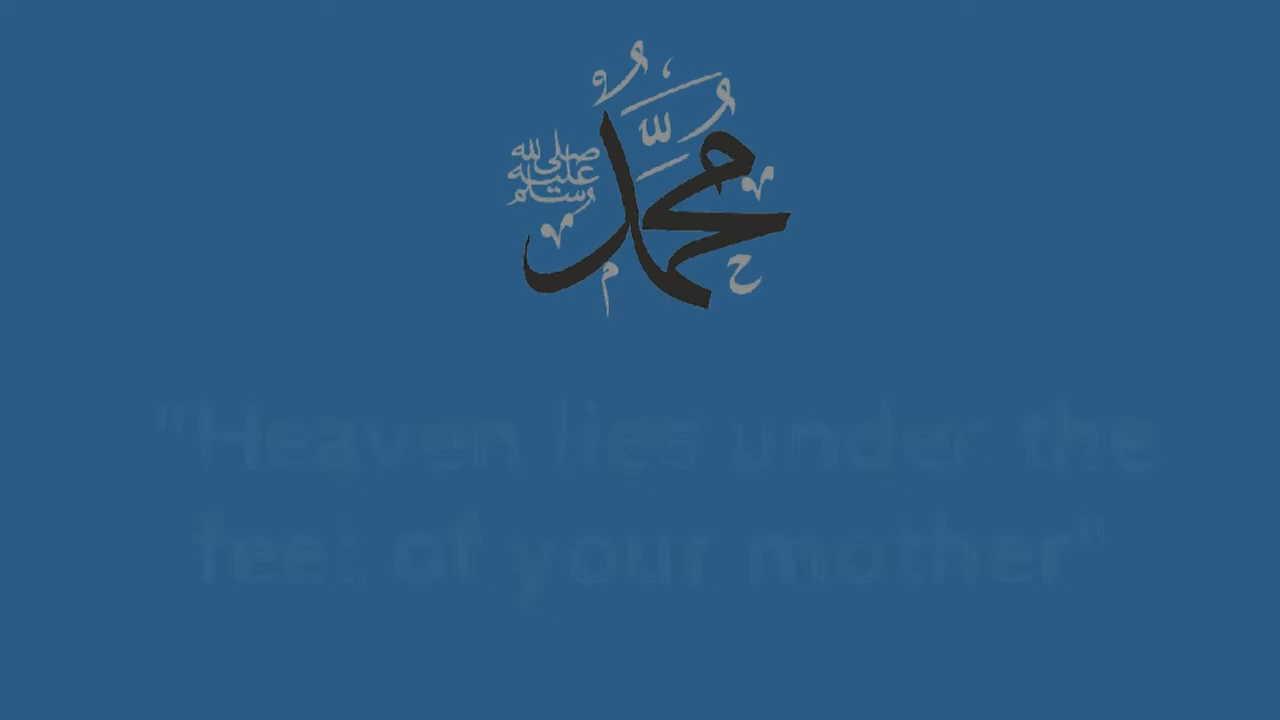 محمد
صلى الله
عليه
وسلم
"Heaven lies under the
feet of your mother"